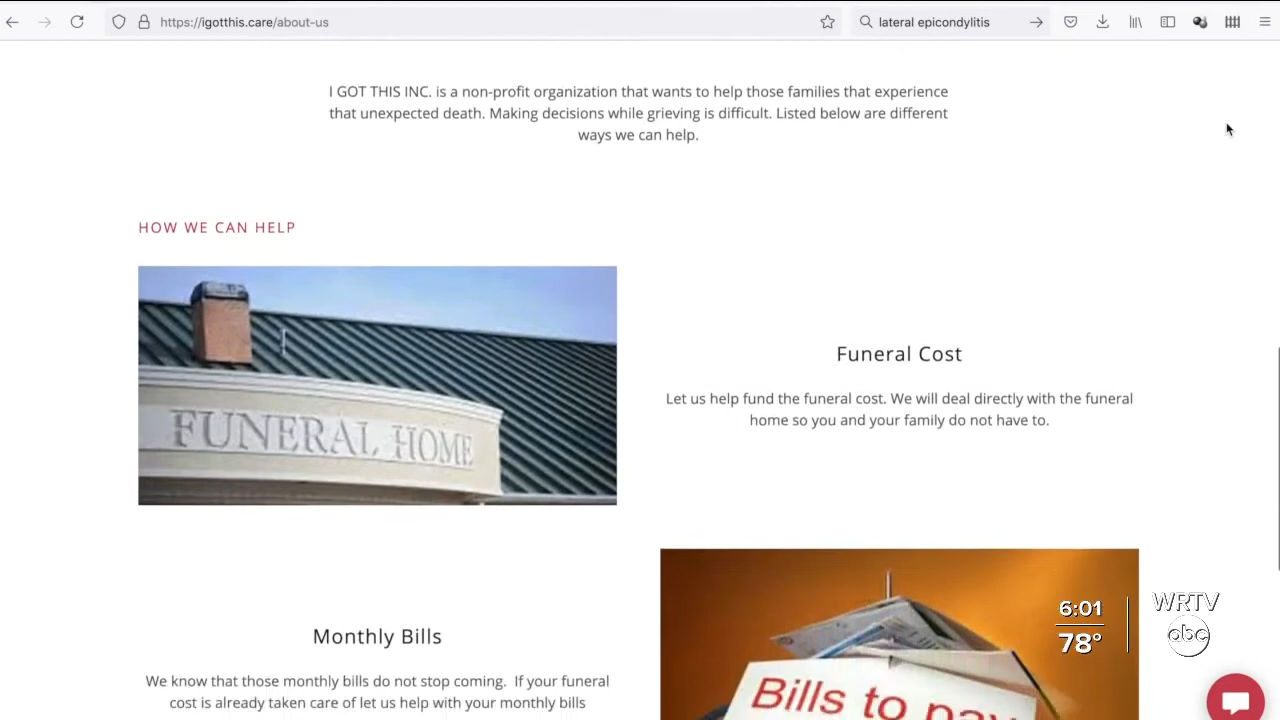 https://igotthis.care/about-us
lateral epicondylitis
I GOT THIS INC. is a non-profit organization that wants to help those families that experience
that unexpected death. Making decisions while grieving is difficult. Listed below are different
ways we can help.
HOW WE CAN HELP
FUNERAL HOME
Funeral Cost
Let us help fund the funeral cost. We will deal directly with the funeral
home so you and your family do not have to.
Monthly Bills
We know that those monthly bills do not stop coming. If your funeral
cost is already taken care of let us help with your monthly bills
Bills to pay
6:01
78°
WRTV
abc